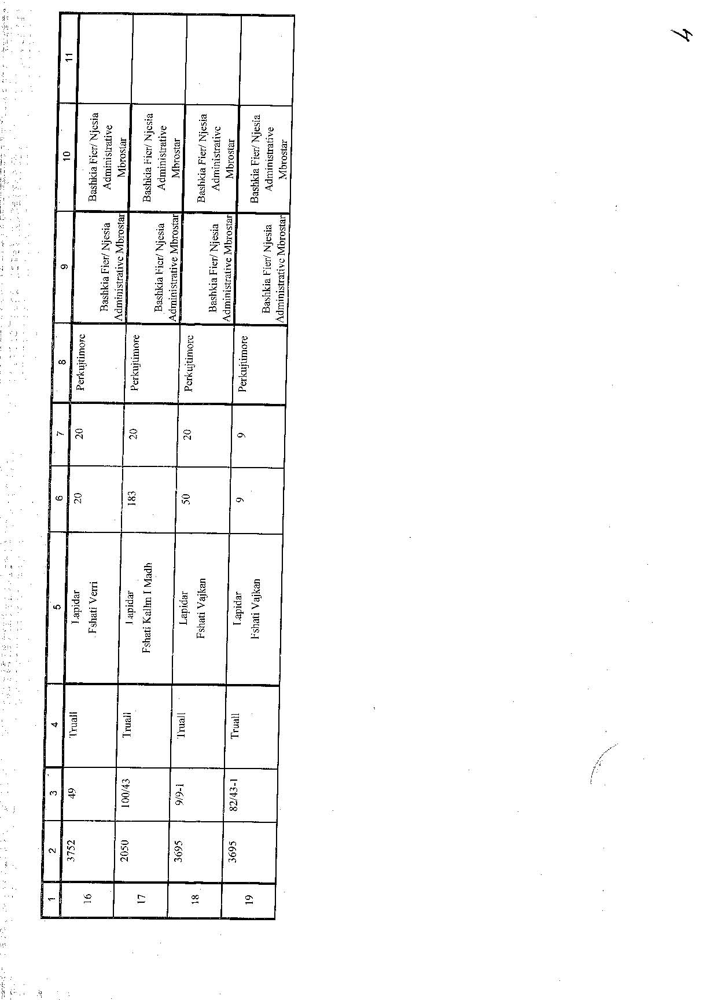 1 2 3 4 5 6 7 8 9 10 11
16 3752 49 Truall Lapidar 20 20 Perkujtimore Bashkia Fier/ Njesia Bashkia Fier/ Njesia
Fshati Verri Administrative Mbrostar Administrative
Mbrostar
17 2050 100/43 Truall Lapidar 183 20 Perkujtimore Bashkia Fier/ Njesia Bashkia Fier/ Njesia
Fshati Kallm I Madh Administrative Mbrostar Administrative
Mbrostar
18 3695 9/9-1 Truall Lapidar 50 20 Perkujtimore Bashkia Fier/ Njesia Bashkia Fier/ Njesia
Fshati Vajkan Administrative Mbrostar Administrative
Mbrostar
19 3695 82/43-1 Truall Lapidar 9 9 Perkujtimore Bashkia Fier/ Njesia Bashkia Fier/ Njesia
Fshati Vajkan Administrative Mbrostar Administrative
Mbrostar
4